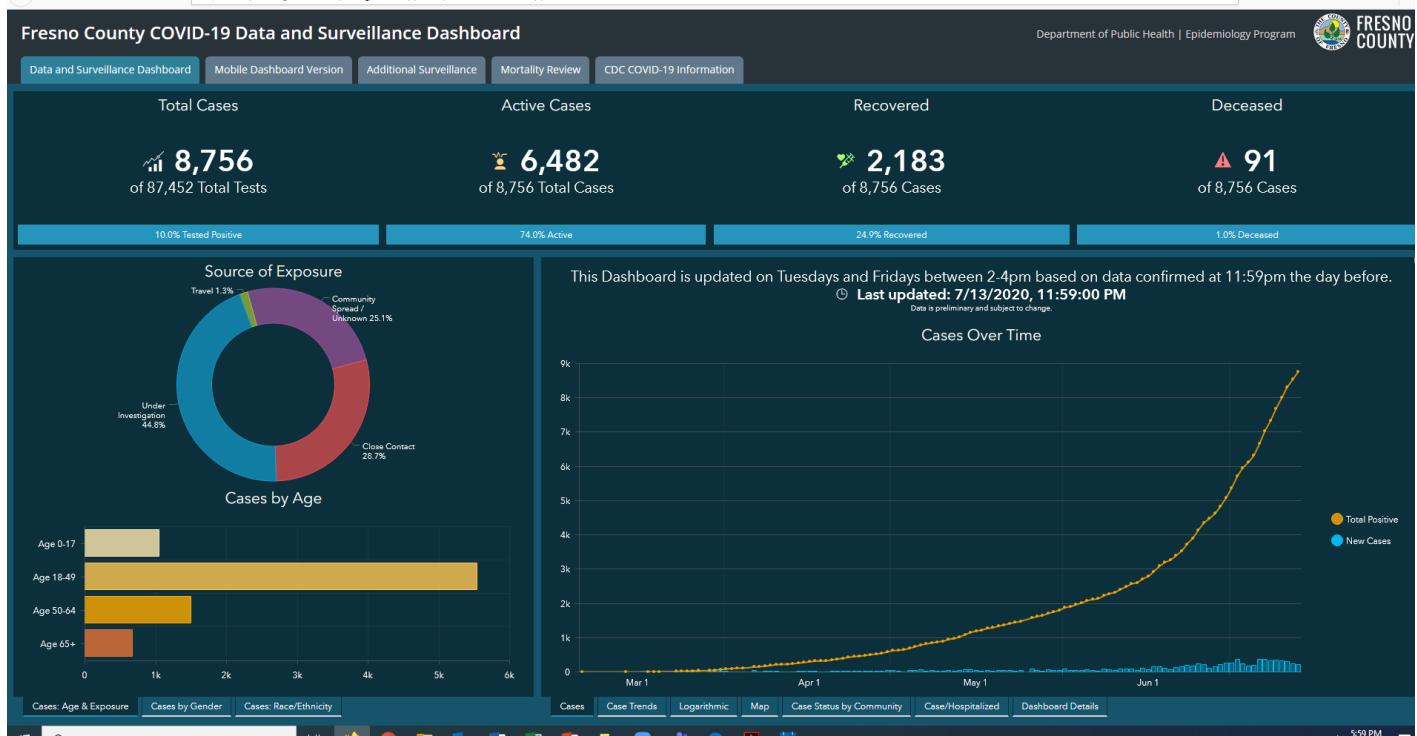 Fresno County COVID-19 Data and Surveillance Dashboard
Department of Public Health | Epidemiology Program
FRESNO
COUNTY
Data and Surveillance Dashboard
Mobile Dashboard Version
Additional Surveillance
Mortality Review
CDC COVID-19 Information
Total Cases
8,756
of 87,452 Total Tests
10.0% Tested Positive
Active Cases
6,482
of 8,756 Total Cases
74.0% Active
Recovered
2,183
of 8,756 Cases
24.9% Recovered
Deceased
91
of 8,756 Cases
1.0% Deceased
Source of Exposure
Travel 1.3%
Community
Spread /
Unknown 25.1%
Under
Investigation
44.8%
Close Contact
28.7%
Cases by Age
Age 0-17
Age 18-49
Age 50-64
Age 65+
0 1k 2k 3k 4k 5k 6k
Cases: Age & Exposure
Cases by Gender
Cases: Race/Ethnicity
This Dashboard is updated on Tuesdays and Fridays between 2-4pm based on data confirmed at 11:59pm the day before.
Last updated: 7/13/2020, 11:59:00 PM
Data is preliminary and subject to change.
Cases Over Time
9k
8k
7k
6k
5k
4k
3k
2k
1k
0
Mar 1 Apr 1 May 1 Jun 1
Total Positive
New Cases
Cases
Case Trends
Logarithmic
Map
Case Status by Community
Case/Hospitalized
Dashboard Details
5:59 PM